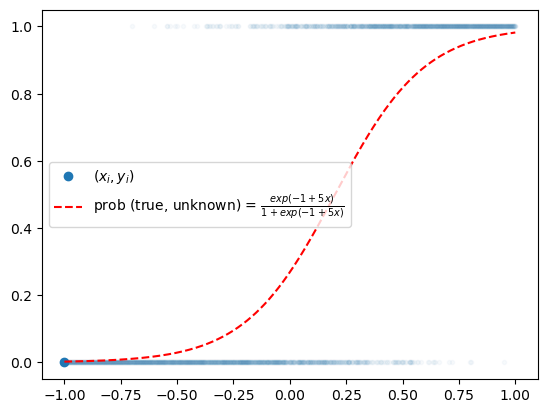 1.0
0.8
0.6
(x_i, y_i)
prob (true, unknown) = \frac{exp(−1 + 5x)}{1 + exp(−1 + 5x)}
0.4
0.2
0.0
−1.00 −0.75 −0.50 −0.25 0.00 0.25 0.50 0.75 1.00